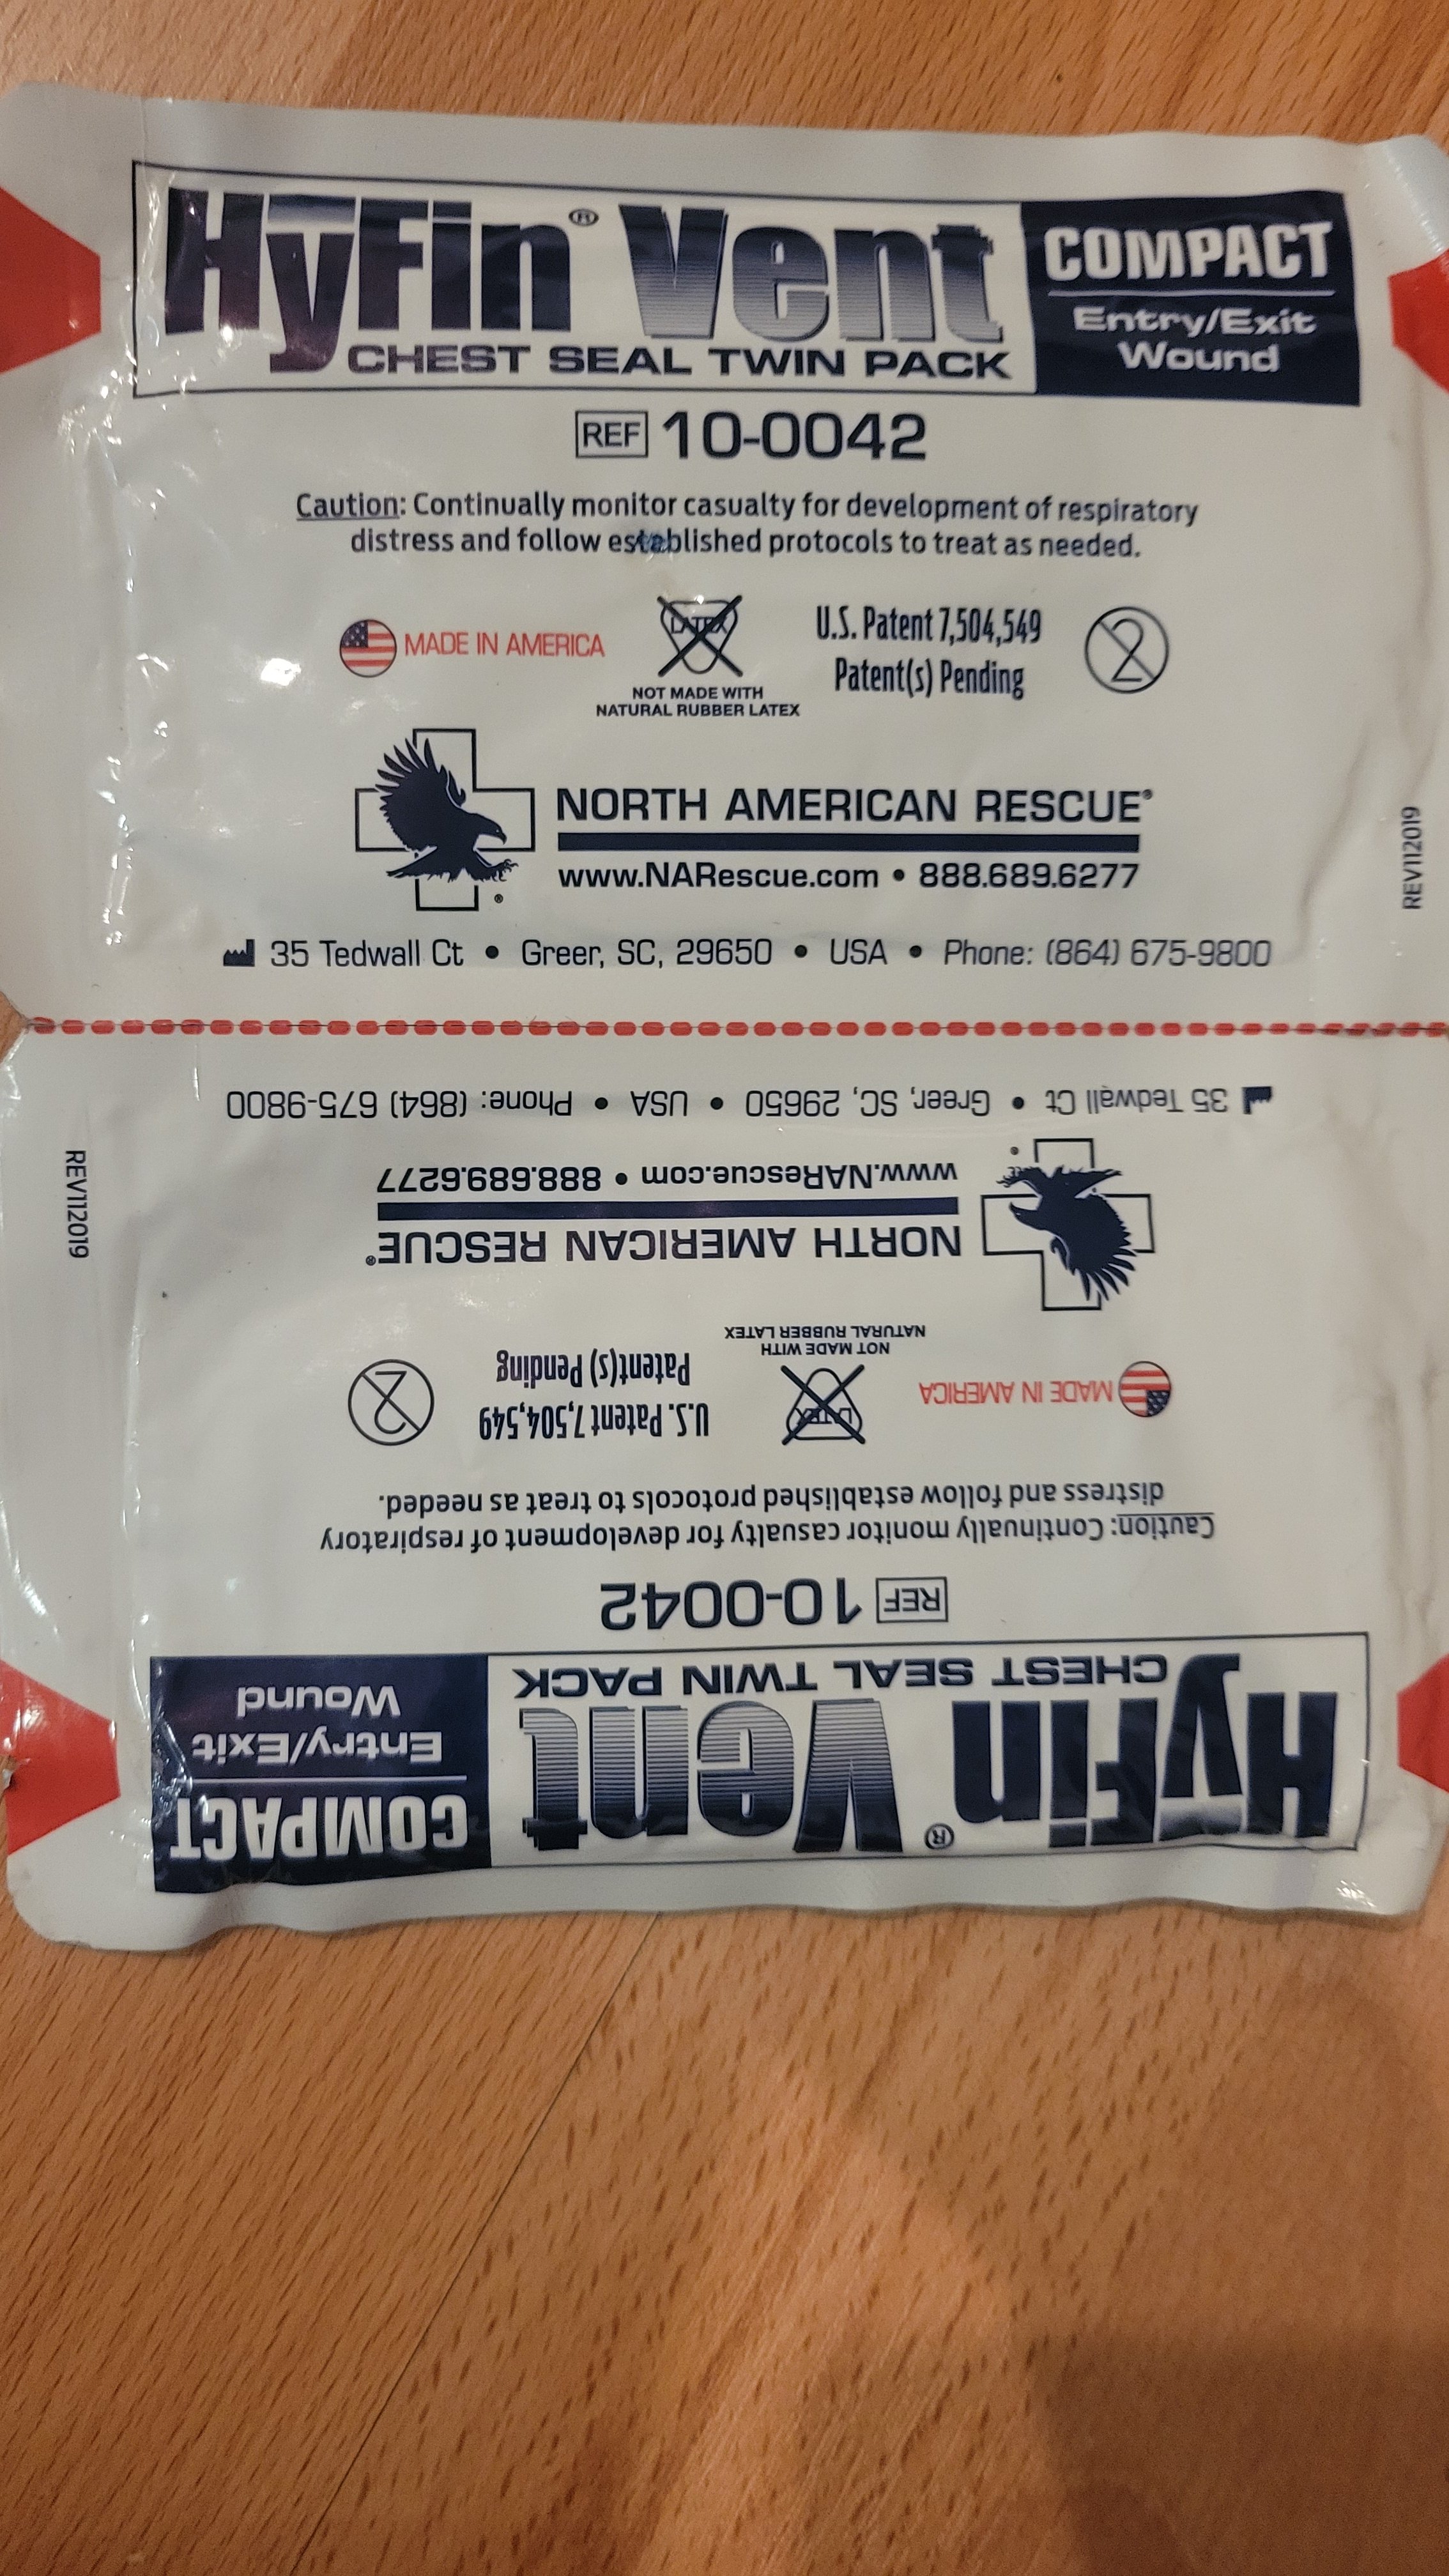 HyFin® Vent
CHEST SEAL TWIN PACK
COMPACT
Entry/Exit
Wound
REF 10-0042
Caution: Continually monitor casualty for development of respiratory
distress and follow established protocols to treat as needed.
MADE IN AMERICA
LATEX
NOT MADE WITH
NATURAL RUBBER LATEX
U.S. Patent 7,504,549
Patent(s) Pending
2
NORTH AMERICAN RESCUE®
www.NARescue.com • 888.689.6277
®
35 Tedwall Ct • Greer, SC, 29650 • USA • Phone: (864) 675-9800
REV112019
HyFin® Vent
CHEST SEAL TWIN PACK
COMPACT
Entry/Exit
Wound
REF 10-0042
Caution: Continually monitor casualty for development of respiratory
distress and follow established protocols to treat as needed.
MADE IN AMERICA
LATEX
NOT MADE WITH
NATURAL RUBBER LATEX
U.S. Patent 7,504,549
Patent(s) Pending
2
NORTH AMERICAN RESCUE®
www.NARescue.com • 888.689.6277
®
35 Tedwall Ct • Greer, SC, 29650 • USA • Phone: (864) 675-9800
REV112019